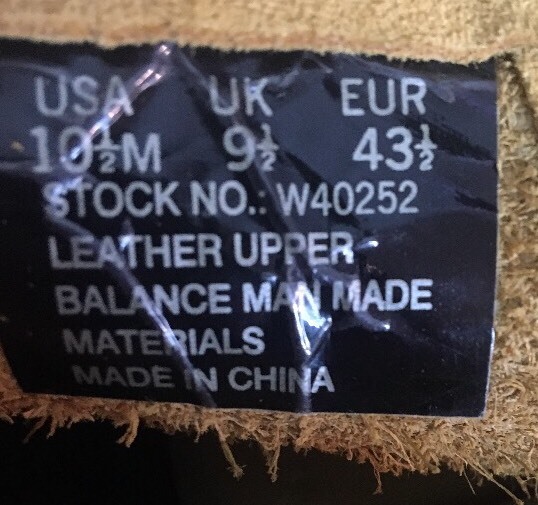 USA UK EUR
10½M 9½ 43½
STOCK NO.: W40252
LEATHER UPPER
BALANCE MAN MADE
MATERIALS
MADE IN CHINA